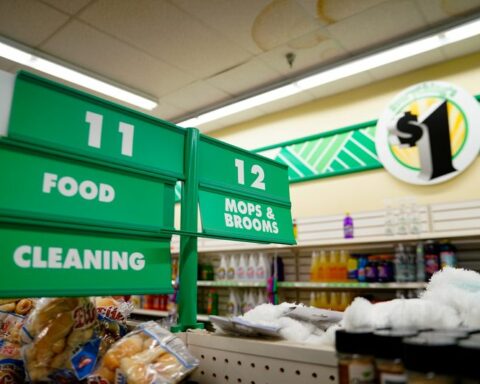 11
FOOD
CLEANING
12
MOPS &
BROOMS
$1